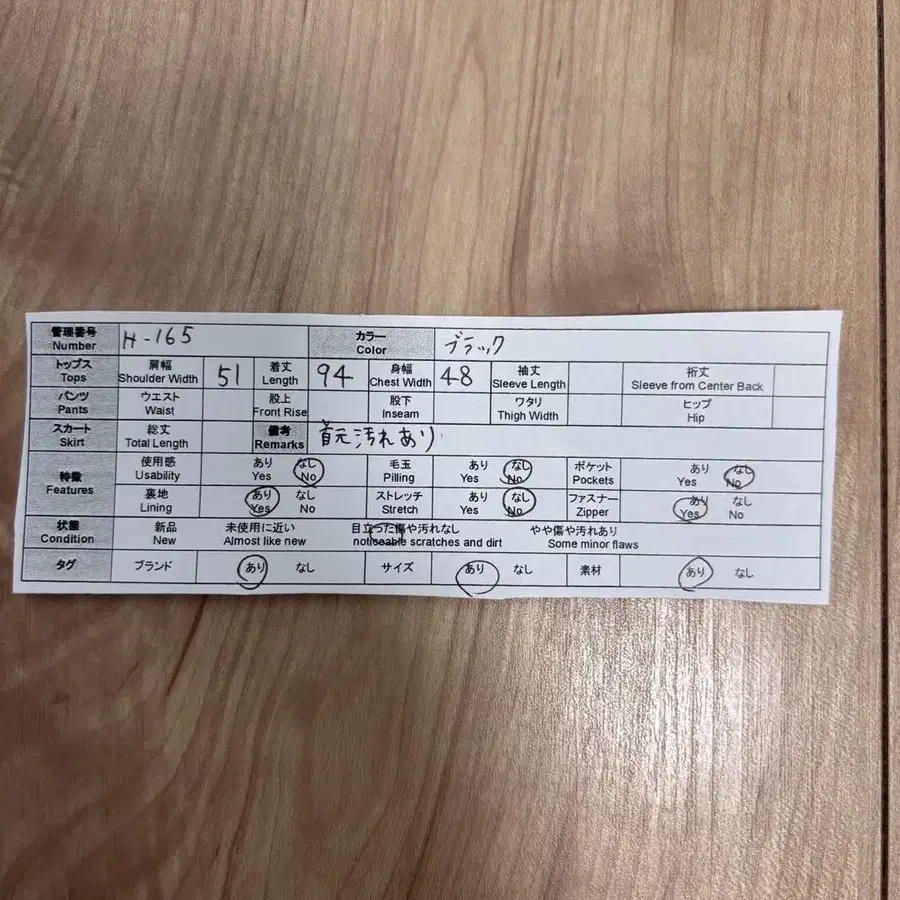 管理番号 H-165 カラー ブラック
Number Color
トップス 肩幅 51 着丈 94 身幅 48 袖丈 裄丈
Tops Shoulder Width Length Chest Width Sleeve Length Sleeve from Center Back
パンツ ウエスト 股上 股下 ワタリ ヒップ
Pants Waist Front Rise Inseam Thigh Width Hip
スカート 総丈 備考 首元汚れあり
Skirt Total Length Remarks
特徴 使用感 あり なし 毛玉 あり なし ポケット あり なし
Features Usability Yes No Pilling Yes No Pockets Yes No
裏地 あり なし ストレッチ あり なし ファスナー あり なし
Lining Yes No Stretch Yes No Zipper Yes No
状態 新品 未使用に近い 目立った傷や汚れなし やや傷や汚れあり
Condition New Almost like new noticeable scratches and dirt Some minor flaws
タグ ブランド あり なし サイズ あり なし 素材 あり なし